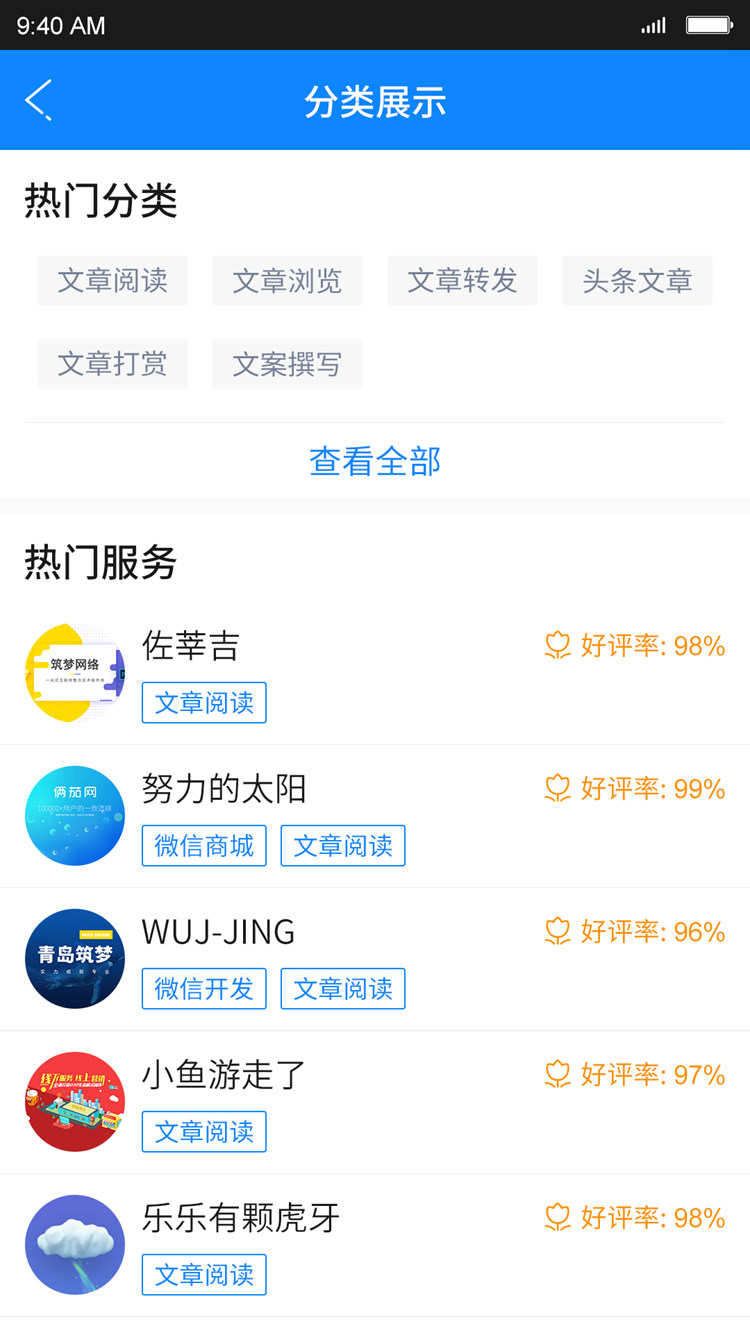 9:40 AM
分类展示
热门分类
文章阅读 文章浏览 文章转发 头条文章
文章打赏 文案撰写
查看全部
热门服务
筑梦网络
佐莘吉
好评率: 98%
文章阅读
俩茄网
100000+用户的一致选择
努力的太阳
好评率: 99%
微信商城 文章阅读
青岛筑梦
实力成就专业
WUJ-JING
好评率: 96%
微信开发 文章阅读
小鱼游走了
好评率: 97%
文章阅读
乐乐有颗虎牙
好评率: 98%
文章阅读